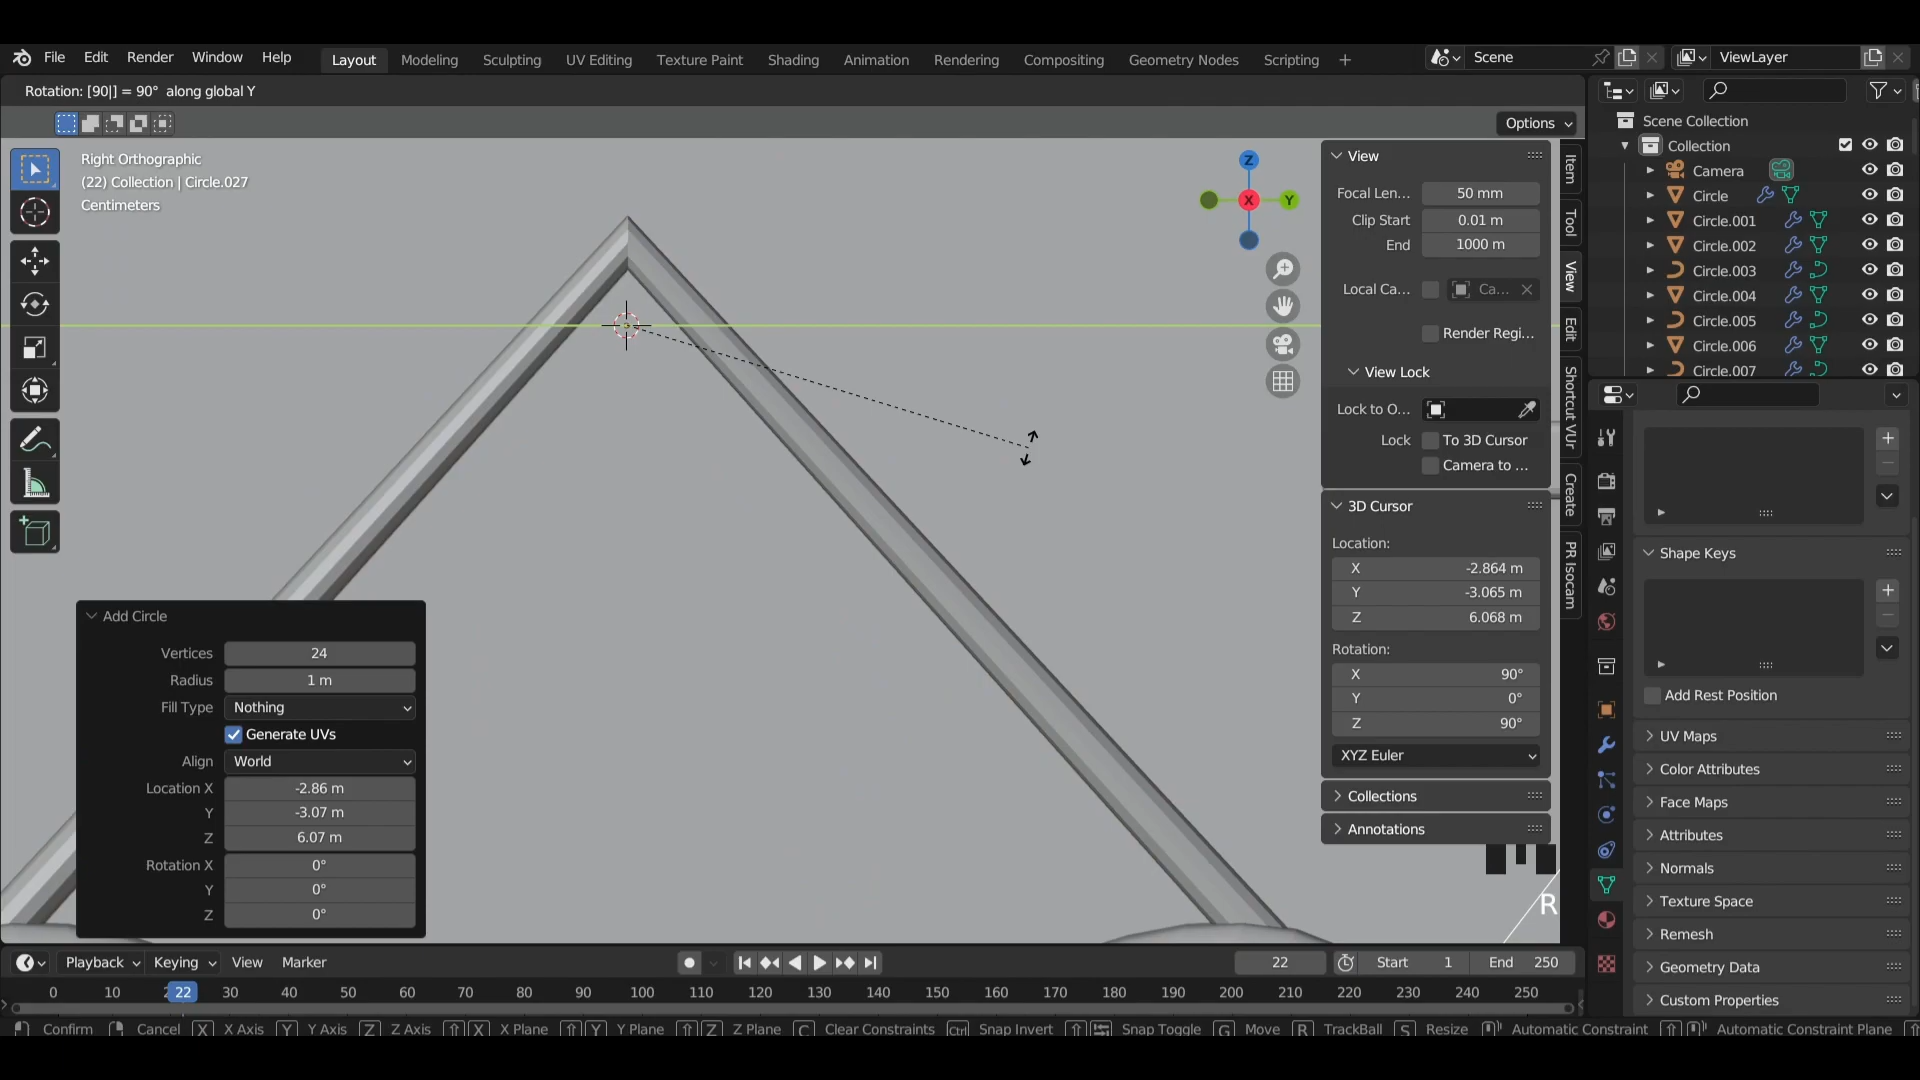 File Edit Render Window Help
Layout Modeling Sculpting UV Editing Texture Paint Shading Animation Rendering Compositing Geometry Nodes Scripting +
Scene
ViewLayer
Rotation: [90|] = 90° along global Y
Options
Right Orthographic
(22) Collection | Circle.027
Centimeters
Z
X
Y
View
Focal Len... 50 mm
Clip Start 0.01 m
End 1000 m
Local Ca... Ca...
Render Regi...
View Lock
Lock to O...
Lock To 3D Cursor
Camera to ...
3D Cursor
Location:
X -2.864 m
Y -3.065 m
Z 6.068 m
Rotation:
X 90°
Y 0°
Z 90°
XYZ Euler
Collections
Annotations
Item
Tool
View
Edit
Shortcut VUr
Create
PR Isocam
R
Scene Collection
Collection
Camera
Circle
Circle.001
Circle.002
Circle.003
Circle.004
Circle.005
Circle.006
Circle.007
Shape Keys
Add Rest Position
UV Maps
Color Attributes
Face Maps
Attributes
Normals
Texture Space
Remesh
Geometry Data
Custom Properties
Add Circle
Vertices 24
Radius 1 m
Fill Type Nothing
Generate UVs
Align World
Location X -2.86 m
Y -3.07 m
Z 6.07 m
Rotation X 0°
Y 0°
Z 0°
Playback Keying View Marker
22 Start 1 End 250
0 10 22 30 40 50 60 70 80 90 100 110 120 130 140 150 160 170 180 190 200 210 220 230 240 250
Confirm Cancel X X Axis Y Y Axis Z Z Axis X X Plane Y Y Plane Z Z Plane C Clear Constraints Ctrl Snap Invert Snap Toggle G Move R TrackBall S Resize Automatic Constraint Automatic Constraint Plane